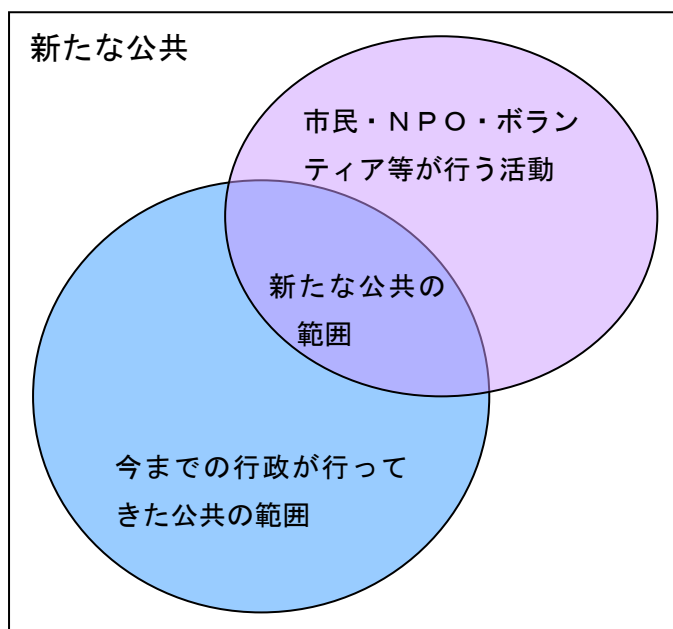 新たな公共
市民・ＮＰＯ・ボラン
ティア等が行う活動
新たな公共の
範囲
今までの行政が行って
きた公共の範囲